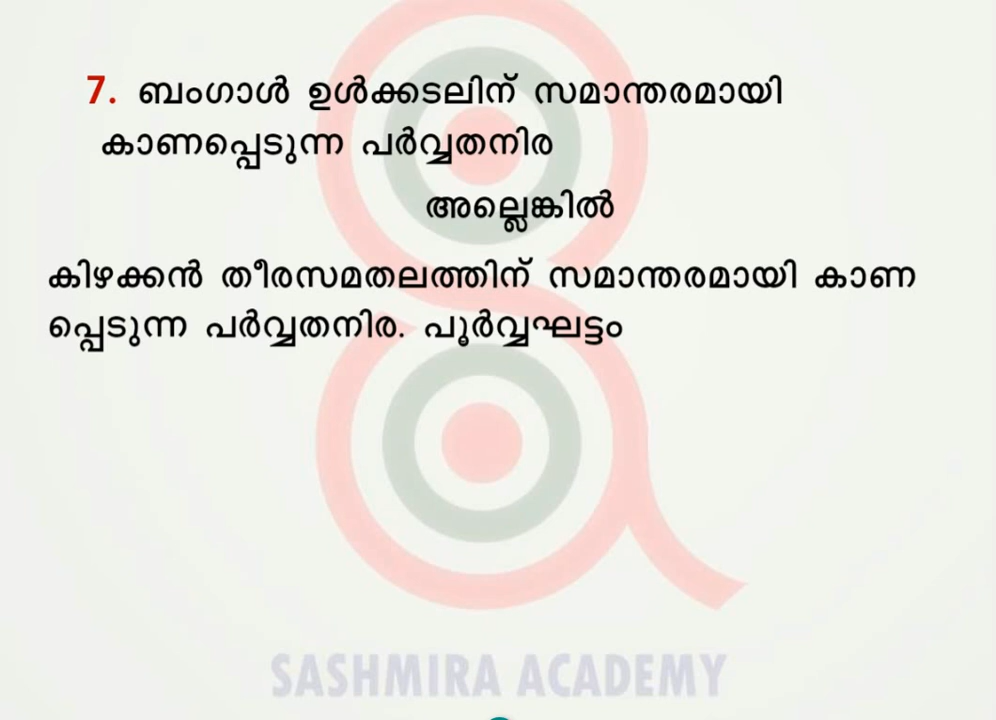 7. ബംഗാൾ ഉൾക്കടലിന് സമാന്തരമായി
കാണപ്പെടുന്ന പർവ്വതനിര
അല്ലെങ്കിൽ
കിഴക്കൻ തീരസമതലത്തിന് സമാന്തരമായി കാണ
പ്പെടുന്ന പർവ്വതനിര. പൂർവ്വഘട്ടം
SASHMIRA ACADEMY